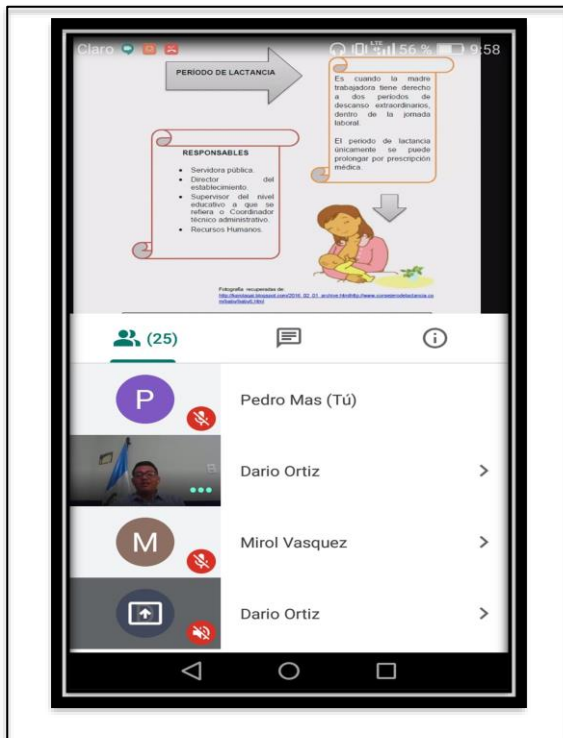 Claro
LTE
56 %
9:58
PERÍODO DE LACTANCIA
Es cuando la madre
trabajadora tiene derecho
a dos períodos de
descanso extraordinarios,
dentro de la jornada
laboral.
El periodo de lactancia
únicamente se puede
prolongar por prescripción
médica.
RESPONSABLES
• Servidora pública.
• Director del
establecimiento.
• Supervisor del nivel
educativo a que se
refiera o Coordinador
técnico administrativo.
• Recursos Humanos.
Fotografía recuperadas de:
(25)
P
Pedro Mas (Tú)
Dario Ortiz
M
Mirol Vasquez
Dario Ortiz